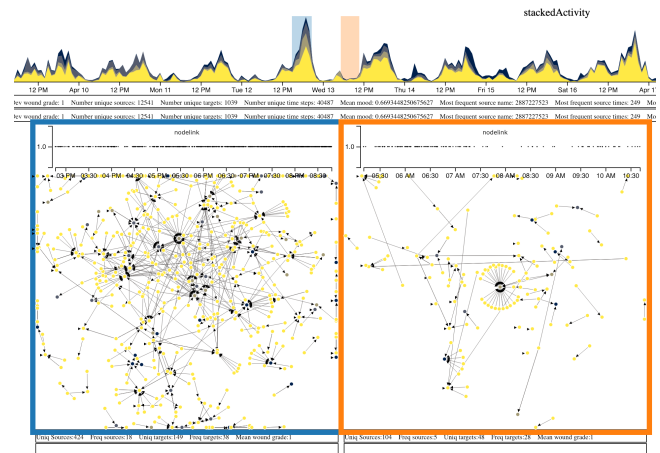 stackedActivity
12 PM Apr 10 12 PM Mon 11 12 PM Tue 12 12 PM Wed 13 12 PM Thu 14 12 PM Fri 15 12 PM Sat 16 12 PM Apr 17
Dev wound grade: 1 Number unique sources: 12541 Number unique targets: 1039 Number unique time steps: 40487 Mean mood: 0.6693448250675627 Most frequent source name: 2887227523 Most frequent source times: 249 Mo
Dev wound grade: 1 Number unique sources: 12541 Number unique targets: 1039 Number unique time steps: 40487 Mean mood: 0.6693448250675627 Most frequent source name: 2887227523 Most frequent source times: 249 Mo
nodelink nodelink
1.0 1.0
03 PM 03:30 04 PM 04:30 05 PM 05:30 06 PM 06:30 07 PM 07:30 08 PM 08:30 05:30 06 AM 06:30 07 AM 07:30 08 AM 08:30 09 AM 09:30 10 AM 10:30
Uniq Sources:424 Freq sources:18 Uniq targets:149 Freq targets:38 Mean wound grade:1 Uniq Sources:104 Freq sources:5 Uniq targets:48 Freq targets:28 Mean wound grade:1